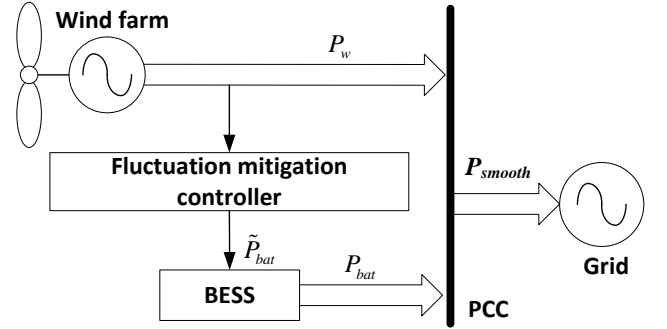 Wind farm
P_w
Fluctuation mitigation
controller
P_smooth
P̃_bat
P_bat
BESS
PCC
Grid